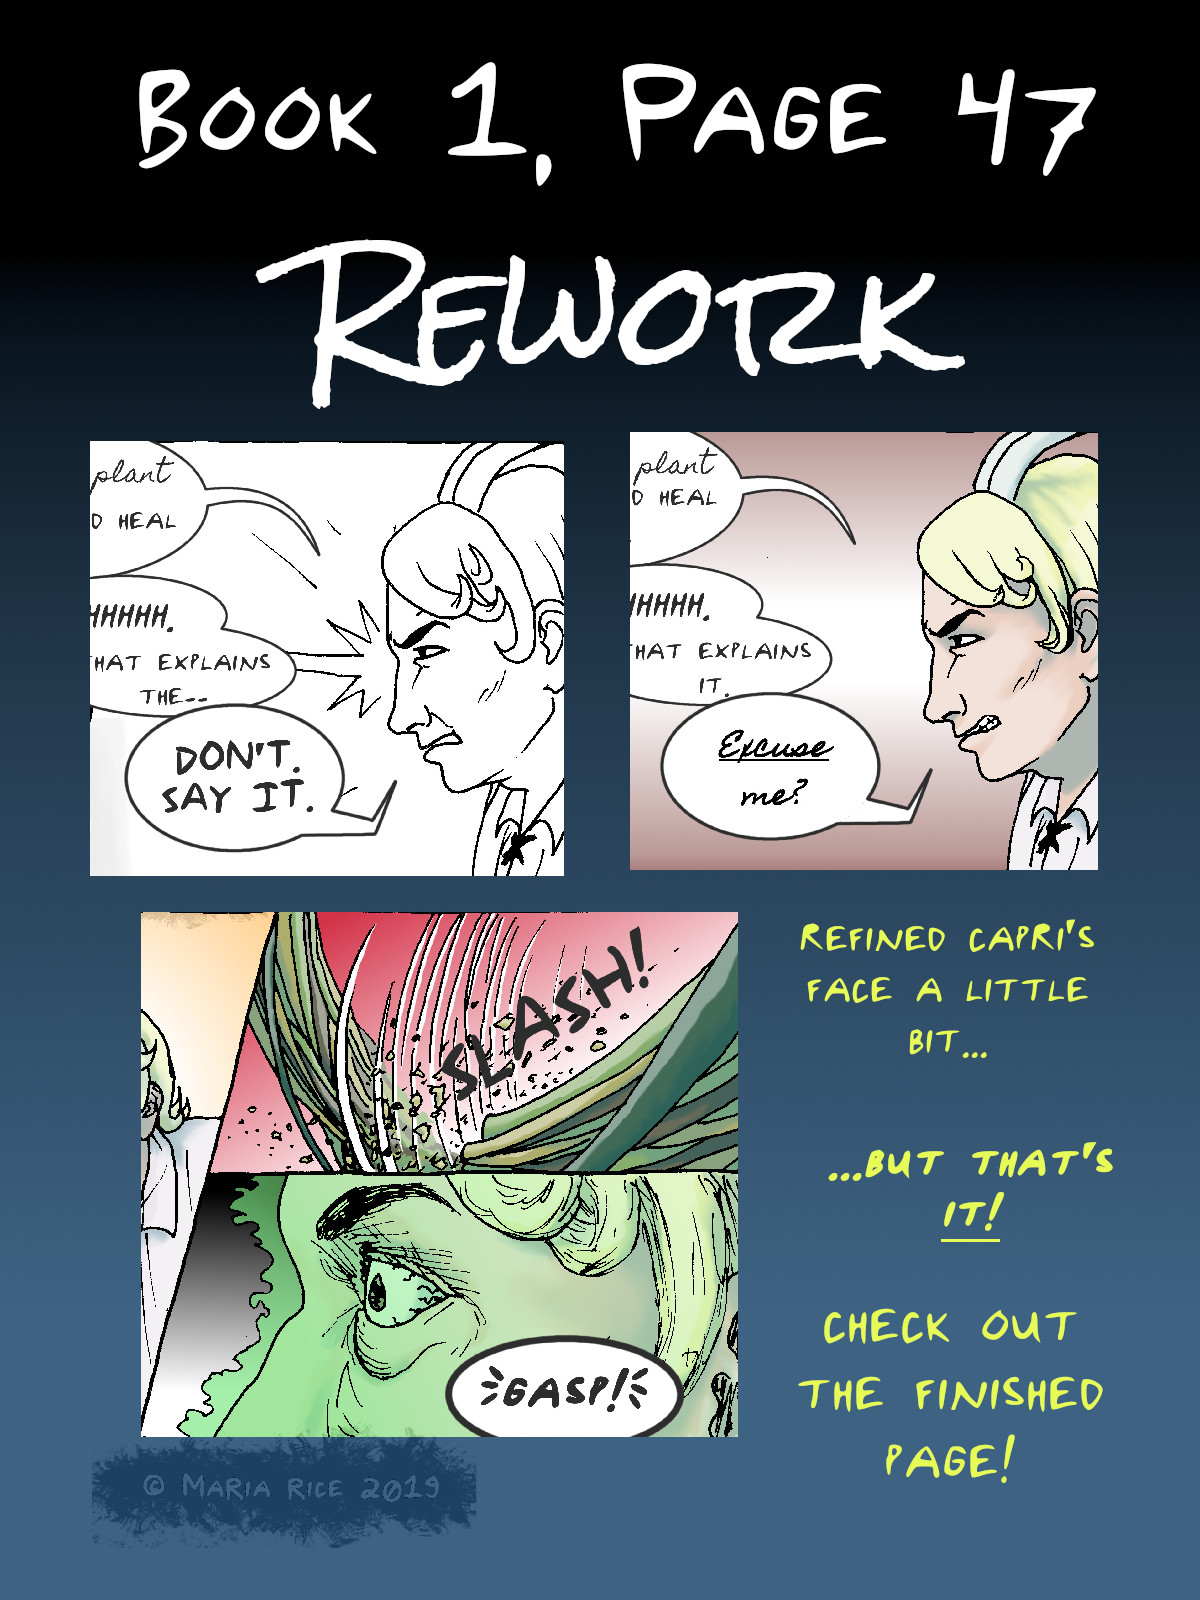 BOOK 1, PAGE 47
REWORK
plant
D HEAL
HHHHH.
HAT EXPLAINS
THE--
DON'T.
SAY IT.
plant
D HEAL
HHHHH.
HAT EXPLAINS
IT.
Excuse
me?
SLASH!
GASP!
REFINED CAPRI'S
FACE A LITTLE
BIT...
...BUT THAT'S
IT!
CHECK OUT
THE FINISHED
PAGE!
© MARIA RICE 2019